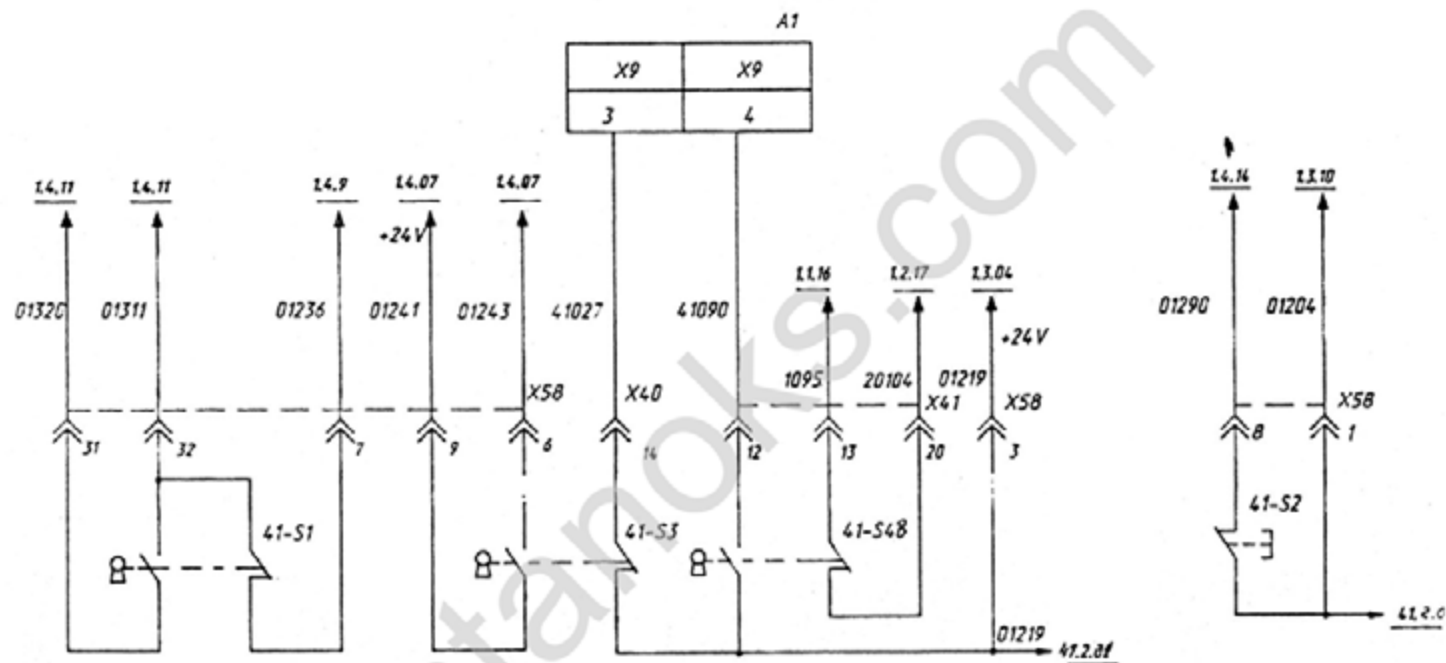 A1
X9 X9
3 4
1.4.11 1.4.11 1.4.9 1.4.07 1.4.07 1.4.14 1.3.10
+24V
1.1.16 1.2.17 1.3.04
01320 01311 01236 01241 01243 41027 41090 01290 01204
+24V
1095 20104 01219
X58 X40 X41 X58 X58
31 32 7 9 6 14 12 13 20 3 8 1
41-S1 41-S3 41-S48 41-S2
01219
41.2.0
tanoks.com